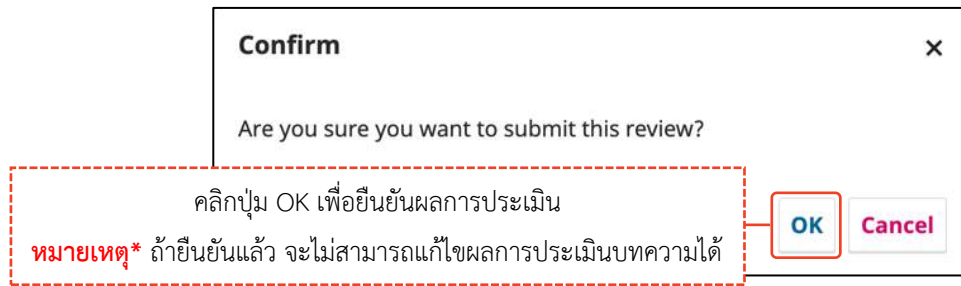 Confirm
×
Are you sure you want to submit this review?
คลิกปุ่ม OK เพื่อยืนยันผลการประเมิน
หมายเหตุ* ถ้ายืนยันแล้ว จะไม่สามารถแก้ไขผลการประเมินบทความได้
OK Cancel